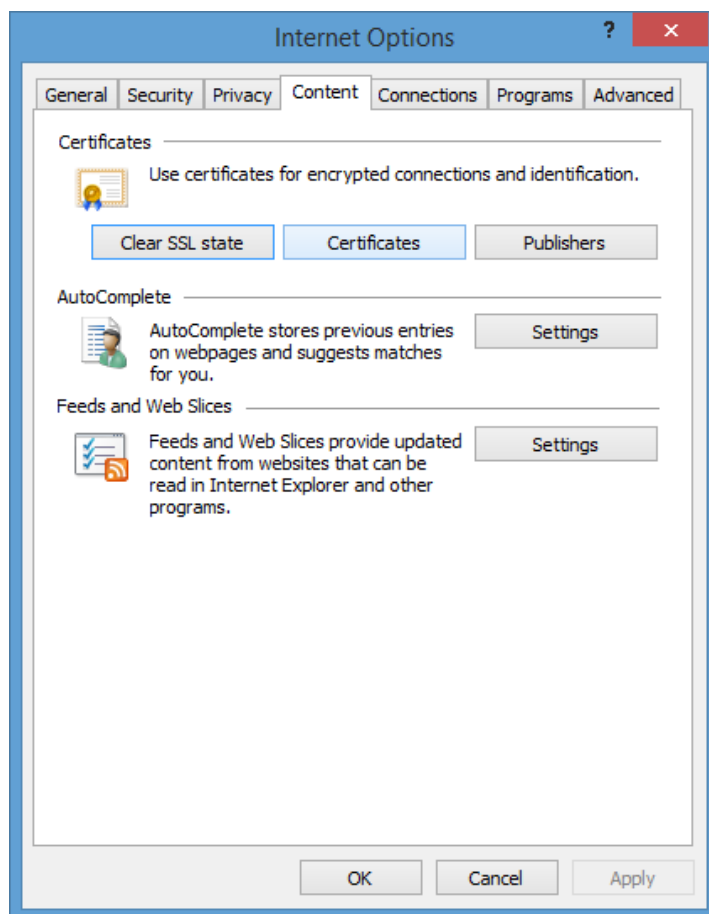 Internet Options
?
General Security Privacy Content Connections Programs Advanced
Certificates
Use certificates for encrypted connections and identification.
Clear SSL state Certificates Publishers
AutoComplete
AutoComplete stores previous entries
on webpages and suggests matches
for you.
Settings
Feeds and Web Slices
Feeds and Web Slices provide updated
content from websites that can be
read in Internet Explorer and other
programs.
Settings
OK Cancel Apply